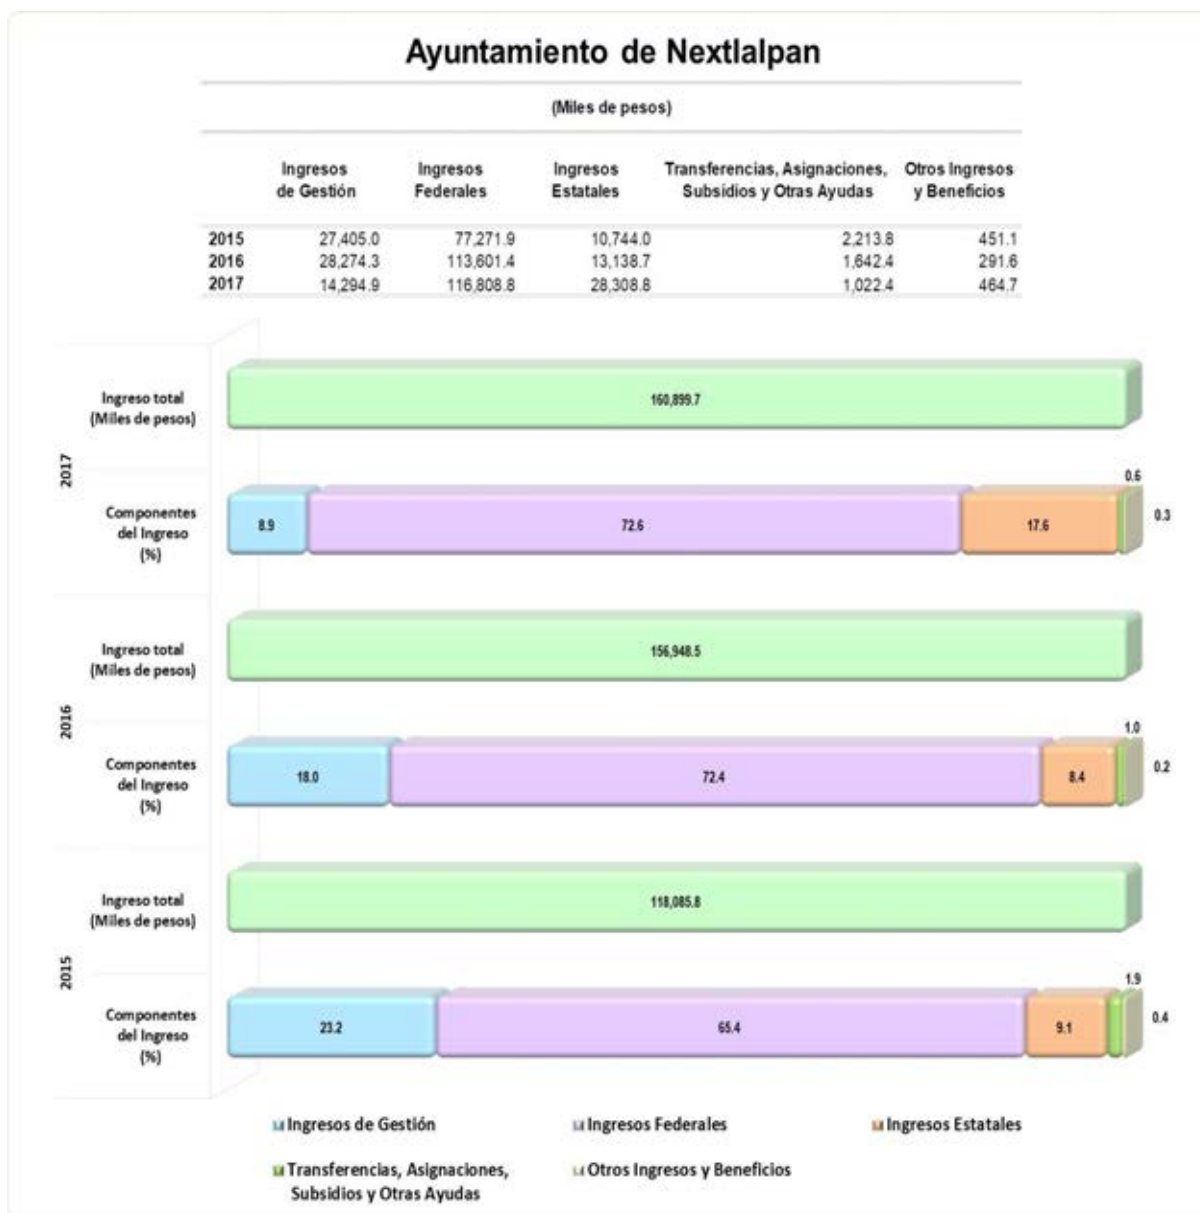 Ayuntamiento de Nextlalpan
(Miles de pesos)
Ingresos de Gestión Ingresos Federales Ingresos Estatales Transferencias, Asignaciones, Subsidios y Otras Ayudas Otros Ingresos y Beneficios
2015 27,405.0 77,271.9 10,744.0 2,213.8 451.1
2016 28,274.3 113,601.4 13,138.7 1,642.4 291.6
2017 14,294.9 116,808.8 28,308.8 1,022.4 464.7
2017
Ingreso total
(Miles de pesos)
160,899.7
Componentes
del Ingreso
(%)
8.9 72.6 17.6 0.6 0.3
2016
Ingreso total
(Miles de pesos)
156,948.5
Componentes
del Ingreso
(%)
18.0 72.4 8.4 1.0 0.2
2015
Ingreso total
(Miles de pesos)
118,085.8
Componentes
del Ingreso
(%)
23.2 65.4 9.1 1.9 0.4
Ingresos de Gestión Ingresos Federales Ingresos Estatales
Transferencias, Asignaciones,
Subsidios y Otras Ayudas
Otros Ingresos y Beneficios